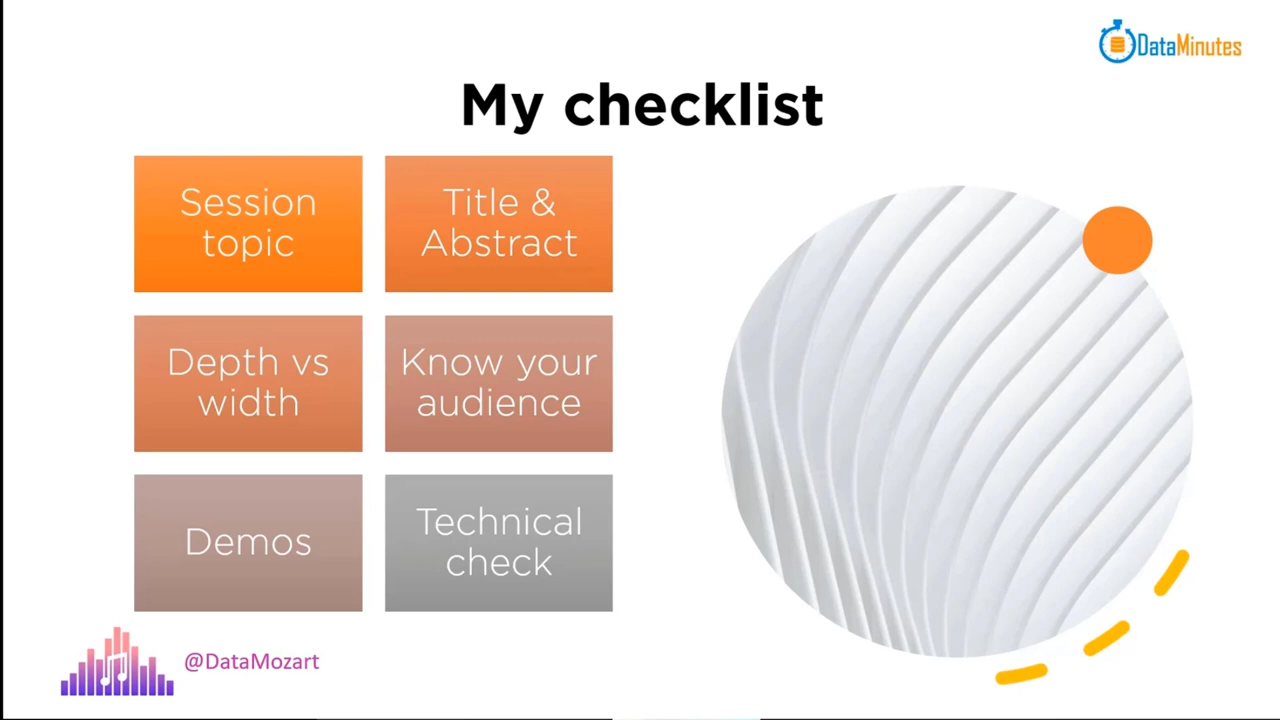 DataMinutes
My checklist
Session
topic
Title &
Abstract
Depth vs
width
Know your
audience
Demos
Technical
check
@DataMozart